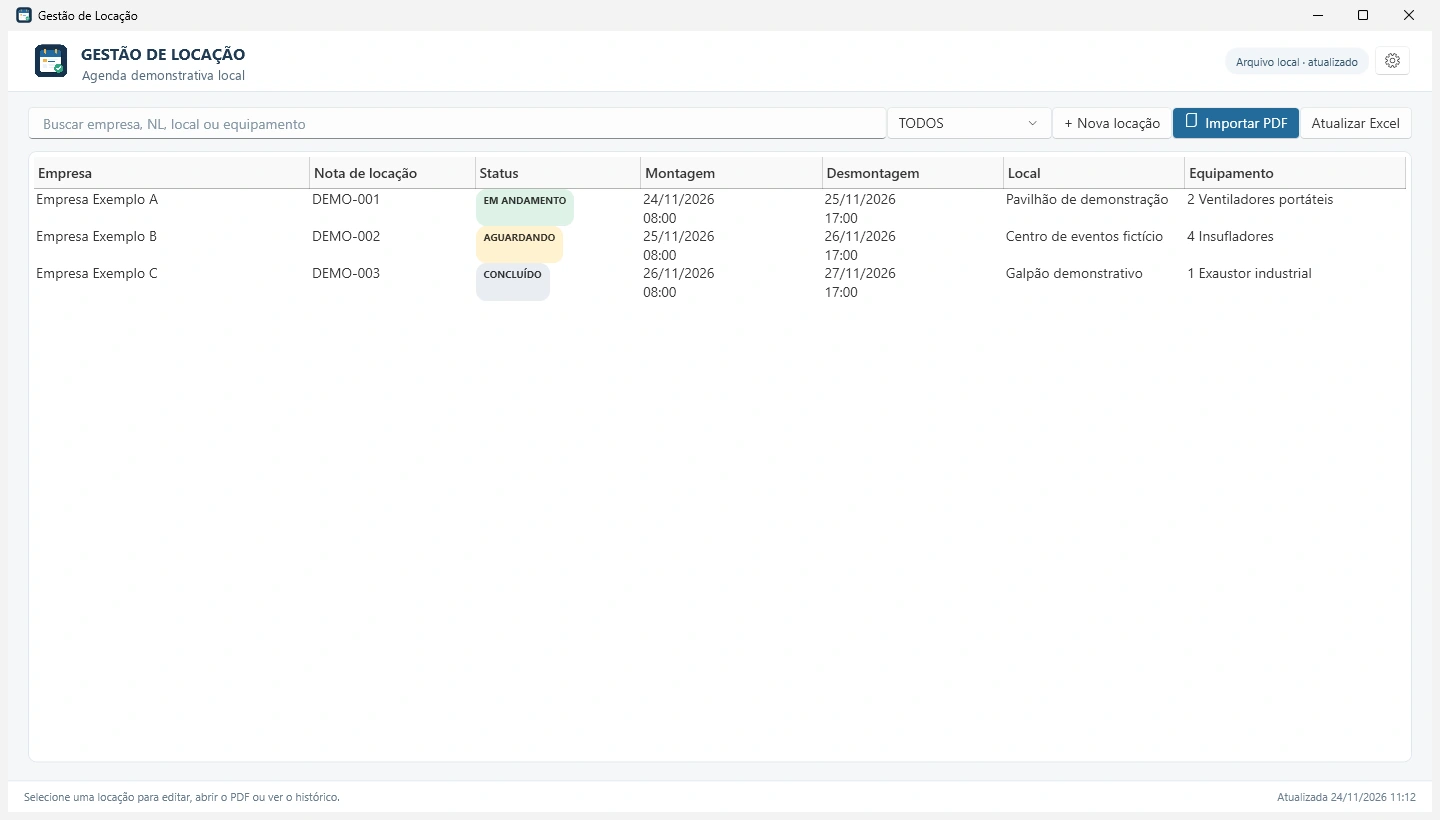 Gestão de Locação
GESTÃO DE LOCAÇÃO
Agenda demonstrativa local
Arquivo local · atualizado
Buscar empresa, NL, local ou equipamento
TODOS
+ Nova locação
Importar PDF
Atualizar Excel
Empresa Nota de locação Status Montagem Desmontagem Local Equipamento
Empresa Exemplo A DEMO-001 EM ANDAMENTO 24/11/2026 25/11/2026 Pavilhão de demonstração 2 Ventiladores portáteis
08:00 17:00
Empresa Exemplo B DEMO-002 AGUARDANDO 25/11/2026 26/11/2026 Centro de eventos fictício 4 Insufladores
08:00 17:00
Empresa Exemplo C DEMO-003 CONCLUÍDO 26/11/2026 27/11/2026 Galpão demonstrativo 1 Exaustor industrial
08:00 17:00
Selecione uma locação para editar, abrir o PDF ou ver o histórico.
Atualizada 24/11/2026 11:12